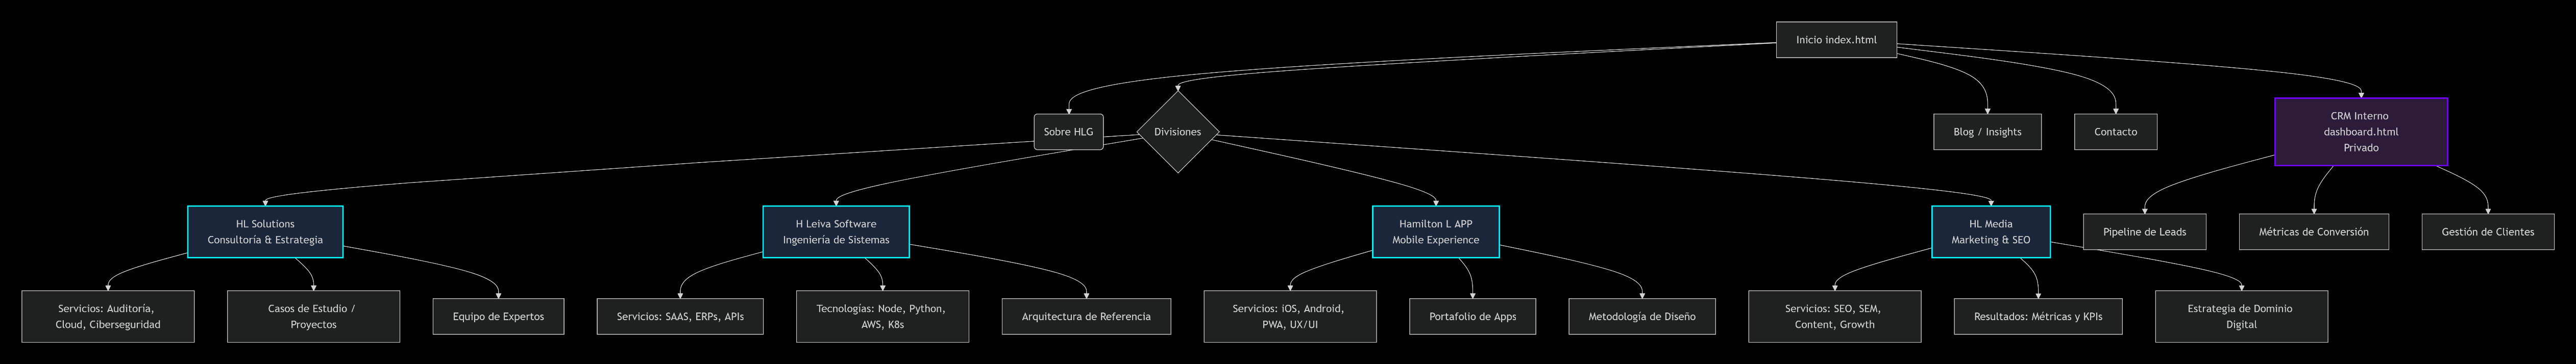 Inicio index.html
Sobre HLG
Divisiones
Blog / Insights
Contacto
CRM Interno
dashboard.html
Privado
HL Solutions
Consultoría & Estrategia
H Leiva Software
Ingeniería de Sistemas
Hamilton L APP
Mobile Experience
HL Media
Marketing & SEO
Pipeline de Leads
Métricas de Conversión
Gestión de Clientes
Servicios: Auditoría,
Cloud, Ciberseguridad
Casos de Estudio /
Proyectos
Equipo de Expertos
Servicios: SAAS, ERPs, APIs
Tecnologías: Node, Python,
AWS, K8s
Arquitectura de Referencia
Servicios: iOS, Android,
PWA, UX/UI
Portafolio de Apps
Metodología de Diseño
Servicios: SEO, SEM,
Content, Growth
Resultados: Métricas y KPIs
Estrategia de Dominio
Digital